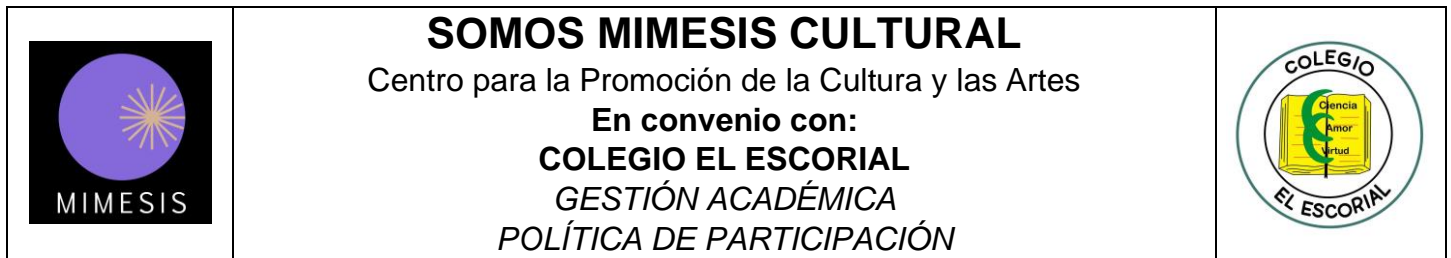 MIMESIS
SOMOS MIMESIS CULTURAL
Centro para la Promoción de la Cultura y las Artes
En convenio con:
COLEGIO EL ESCORIAL
GESTIÓN ACADÉMICA
POLÍTICA DE PARTICIPACIÓN
COLEGIO
Ciencia
Amor
Virtud
EL ESCORIAL